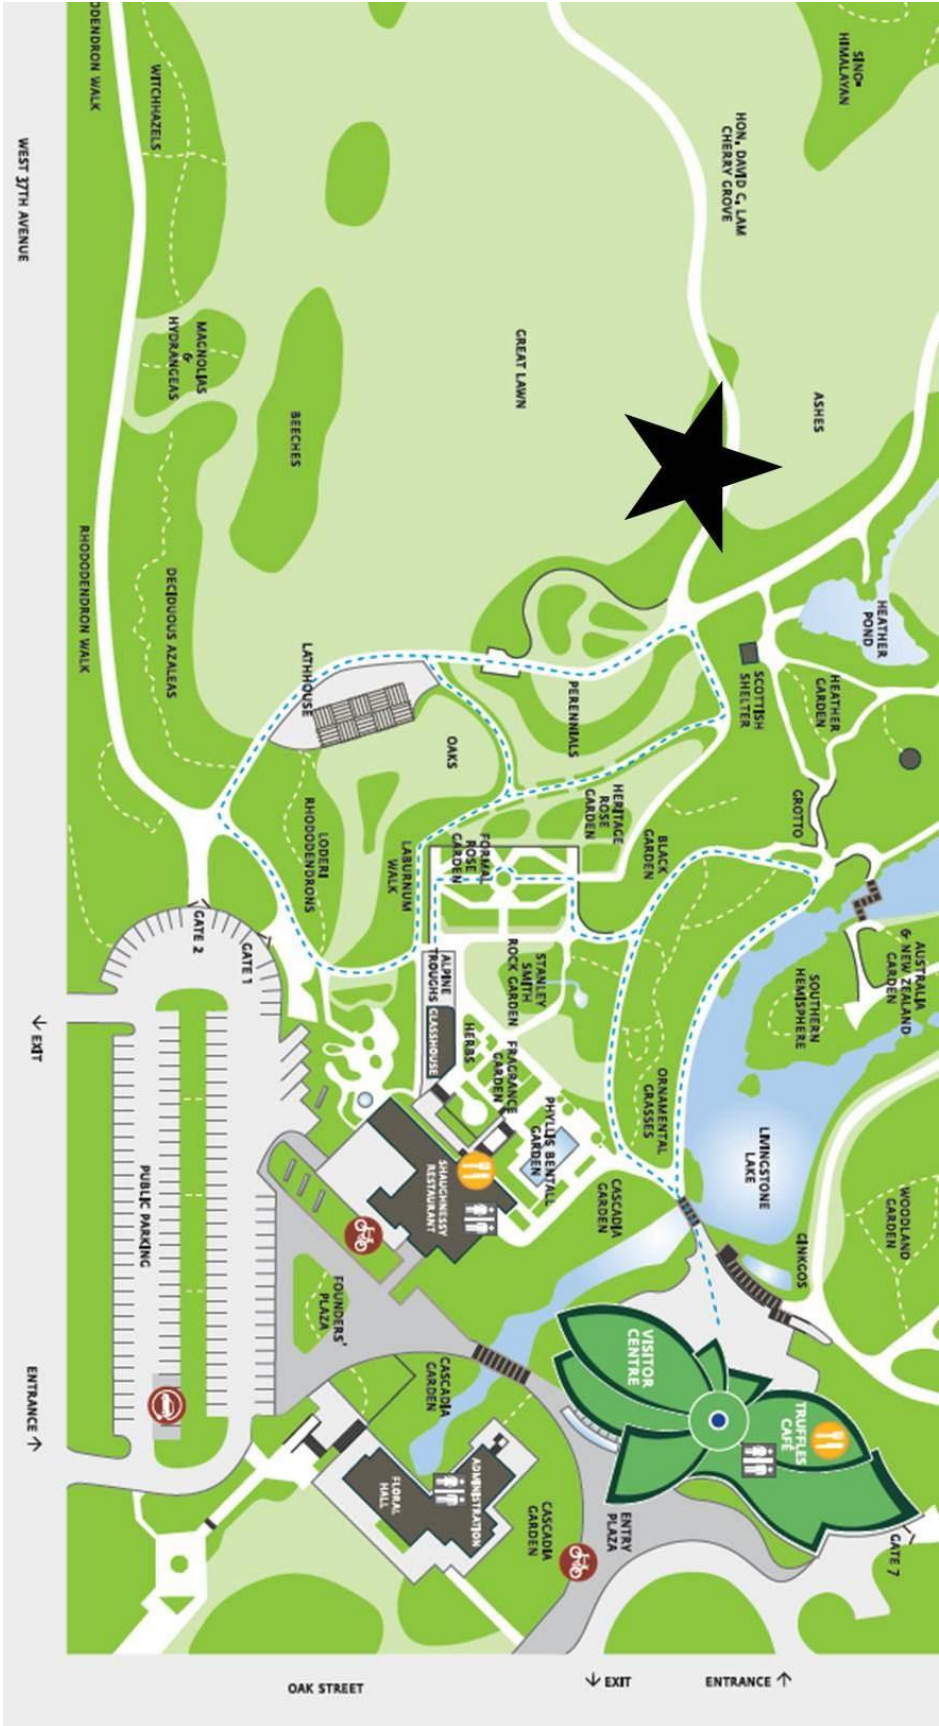 DODENDRON WALK
WEST 37TH AVENUE
WITCHHAZELS
SINO-
HIMALAYAN
HON. DAVID C. LAM
CHERRY GROVE
MAGNOLIAS
&
HYDRANGEAS
GREAT LAWN
BEECHES
ASHES
RHODODENDRON WALK
DECIDUOUS AZALEAS
HEATHER
POND
LATHHOUSE
PERENNIALS
SCOTTISH
SHELTER
HEATHER
GARDEN
OAKS
HERITAGE
ROSE
GARDEN
GROTTO
LODERI
RHODODENDRONS
LABURNUM
WALK
FORMAL
ROSE
GARDEN
BLACK
GARDEN
GATE 2
GATE 1
ALPINE
TROUGHS
GLASSHOUSE
STANLEY
SMITH
ROCK GARDEN
AUSTRALIA
& NEW ZEALAND
GARDEN
SOUTHERN
HEMISPHERE
HERBS
FRAGRANCE
GARDEN
ORNAMENTAL
GRASSES
EXIT
PHYLLIS BENTALL
GARDEN
LIVINGSTONE
LAKE
PUBLIC PARKING
SHAUGHNESSY
RESTAURANT
CASCADIA
GARDEN
WOODLAND
GARDEN
GINKGOS
FOUNDERS'
PLAZA
VISITOR
CENTRE
ENTRANCE
CASCADIA
GARDEN
TRUFFLES
CAFÉ
FLORAL
HALL
ADMINISTRATION
CASCADIA
GARDEN
ENTRY
PLAZA
GATE 7
OAK STREET
EXIT
ENTRANCE